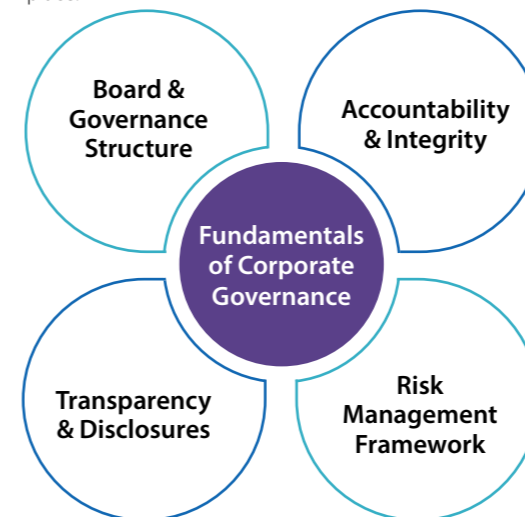 Board &
Governance
Structure
Accountability
& Integrity
Fundamentals
of Corporate
Governance
Transparency
& Disclosures
Risk
Management
Framework